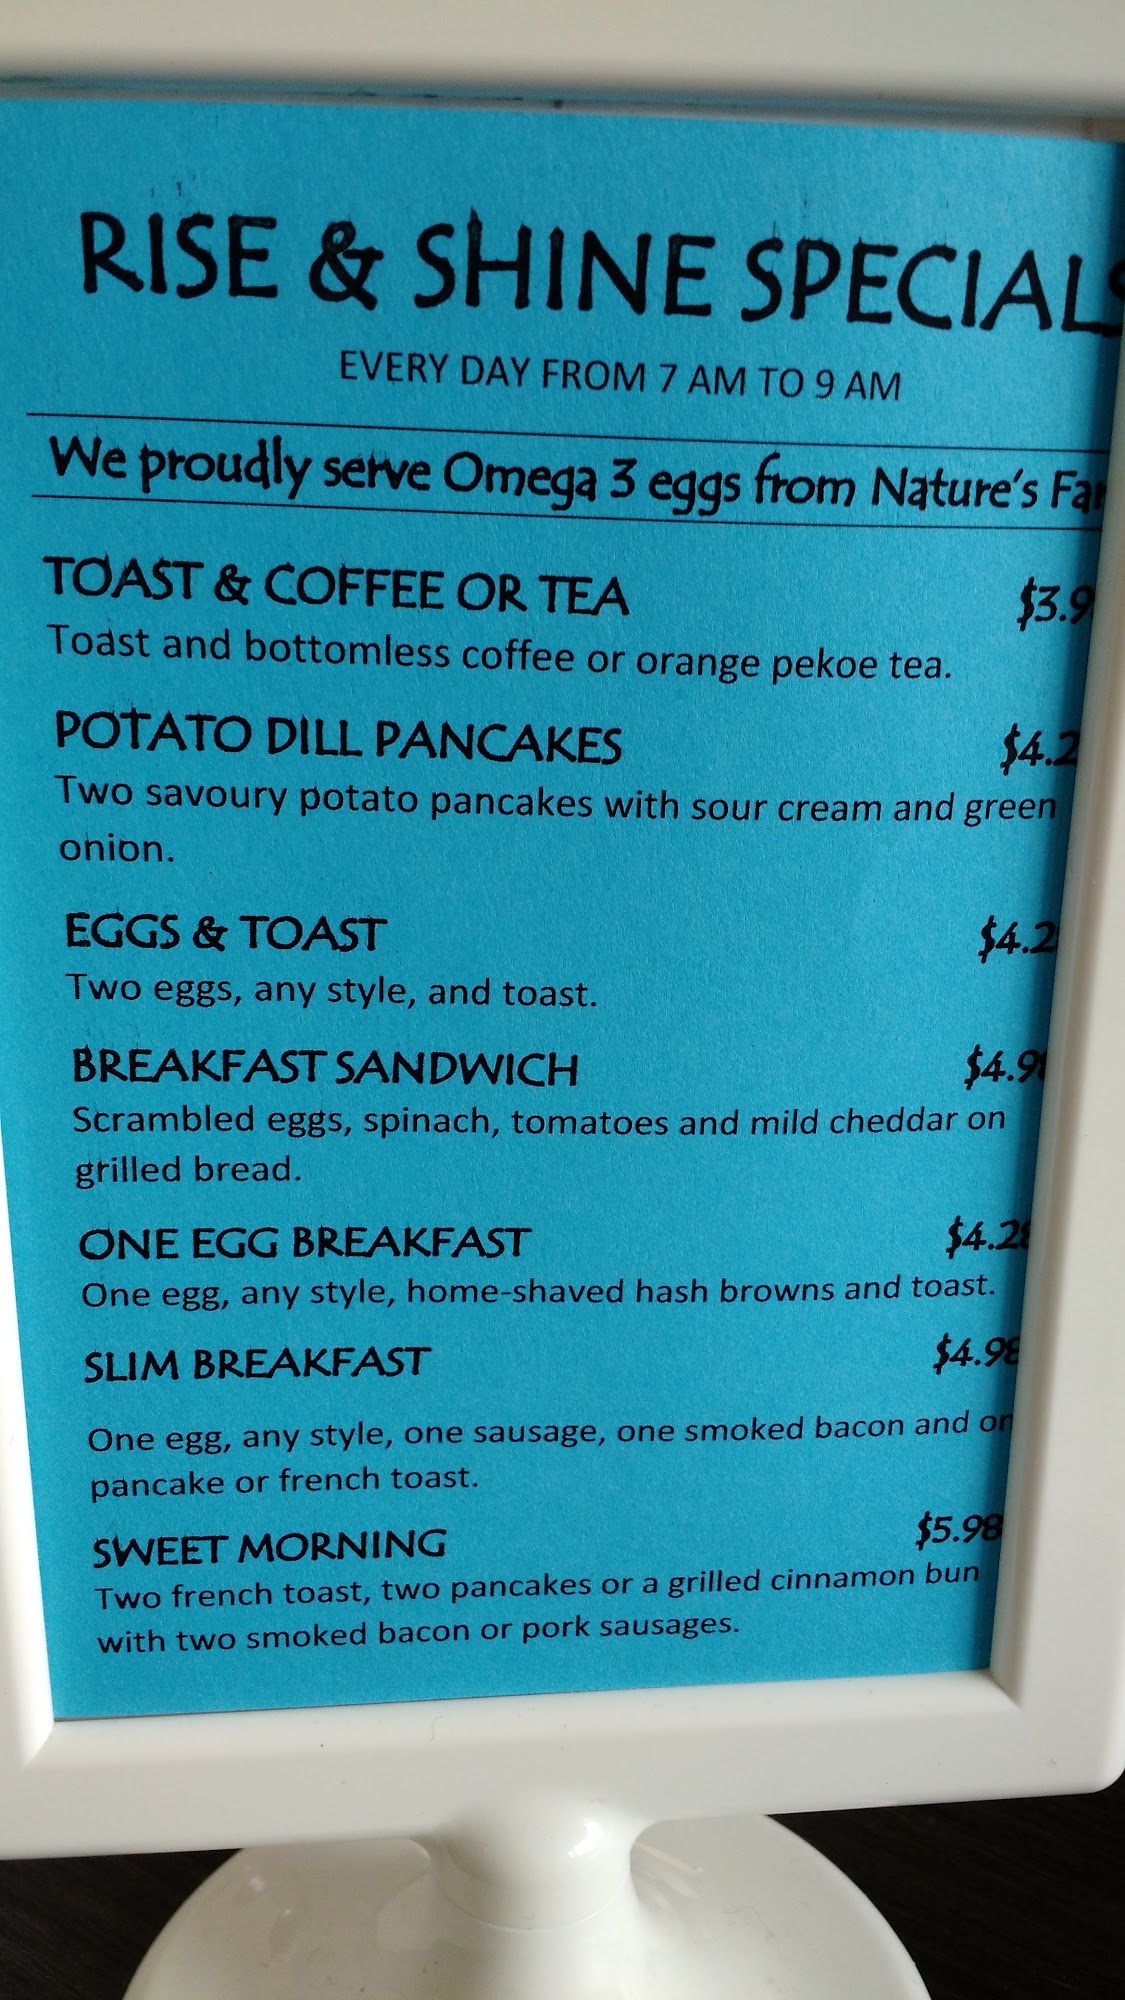 RISE & SHINE SPECIALS
EVERY DAY FROM 7 AM TO 9 AM
We proudly serve Omega 3 eggs from Nature's
TOAST & COFFEE OR TEA
Toast and bottomless coffee or orange pekoe tea.
POTATO DILL PANCAKES
Two savoury potato pancakes with sour cream and green
onion.
EGGS & TOAST
Two eggs, any style, and toast.
BREAKFAST SANDWICH $4.98
Scrambled eggs, spinach, tomatoes and mild cheddar on
grilled bread.
ONE EGG BREAKFAST $4.28
One egg, any style, home-shaved hash browns and toast.
SLIM BREAKFAST $4.98
One egg, any style, one sausage, one smoked bacon and
pancake or french toast.
SWEET MORNING $5.98
Two french toast, two pancakes or a grilled cinnamon bun
with two smoked bacon or pork sausages.